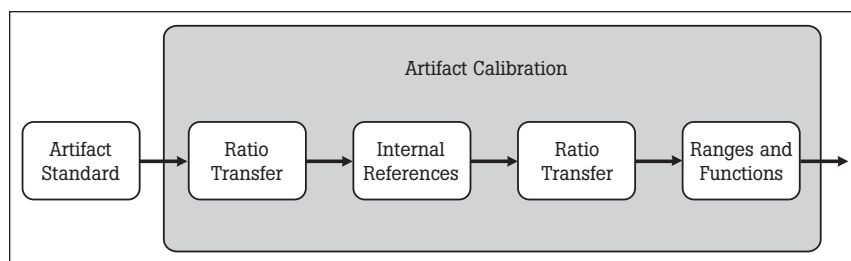 Artifact Calibration
Artifact
Standard
Ratio
Transfer
Internal
References
Ratio
Transfer
Ranges and
Functions